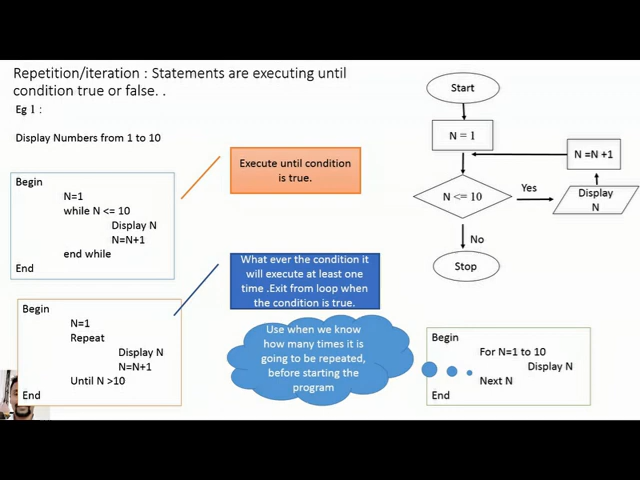 Repetition/iteration : Statements are executing until
condition true or false. .
Eg 1 :
Display Numbers from 1 to 10
Begin
N=1
while N <= 10
Display N
N=N+1
end while
End
Execute until condition
is true.
Begin
N=1
Repeat
Display N
N=N+1
Until N >10
End
What ever the condition it
will execute at least one
time .Exit from loop when
the condition is true.
Use when we know
how many times it is
going to be repeated,
before starting the
program
Start
N = 1
N <= 10
Yes
Display
N
N =N +1
No
Stop
Begin
For N=1 to 10
Display N
Next N
End